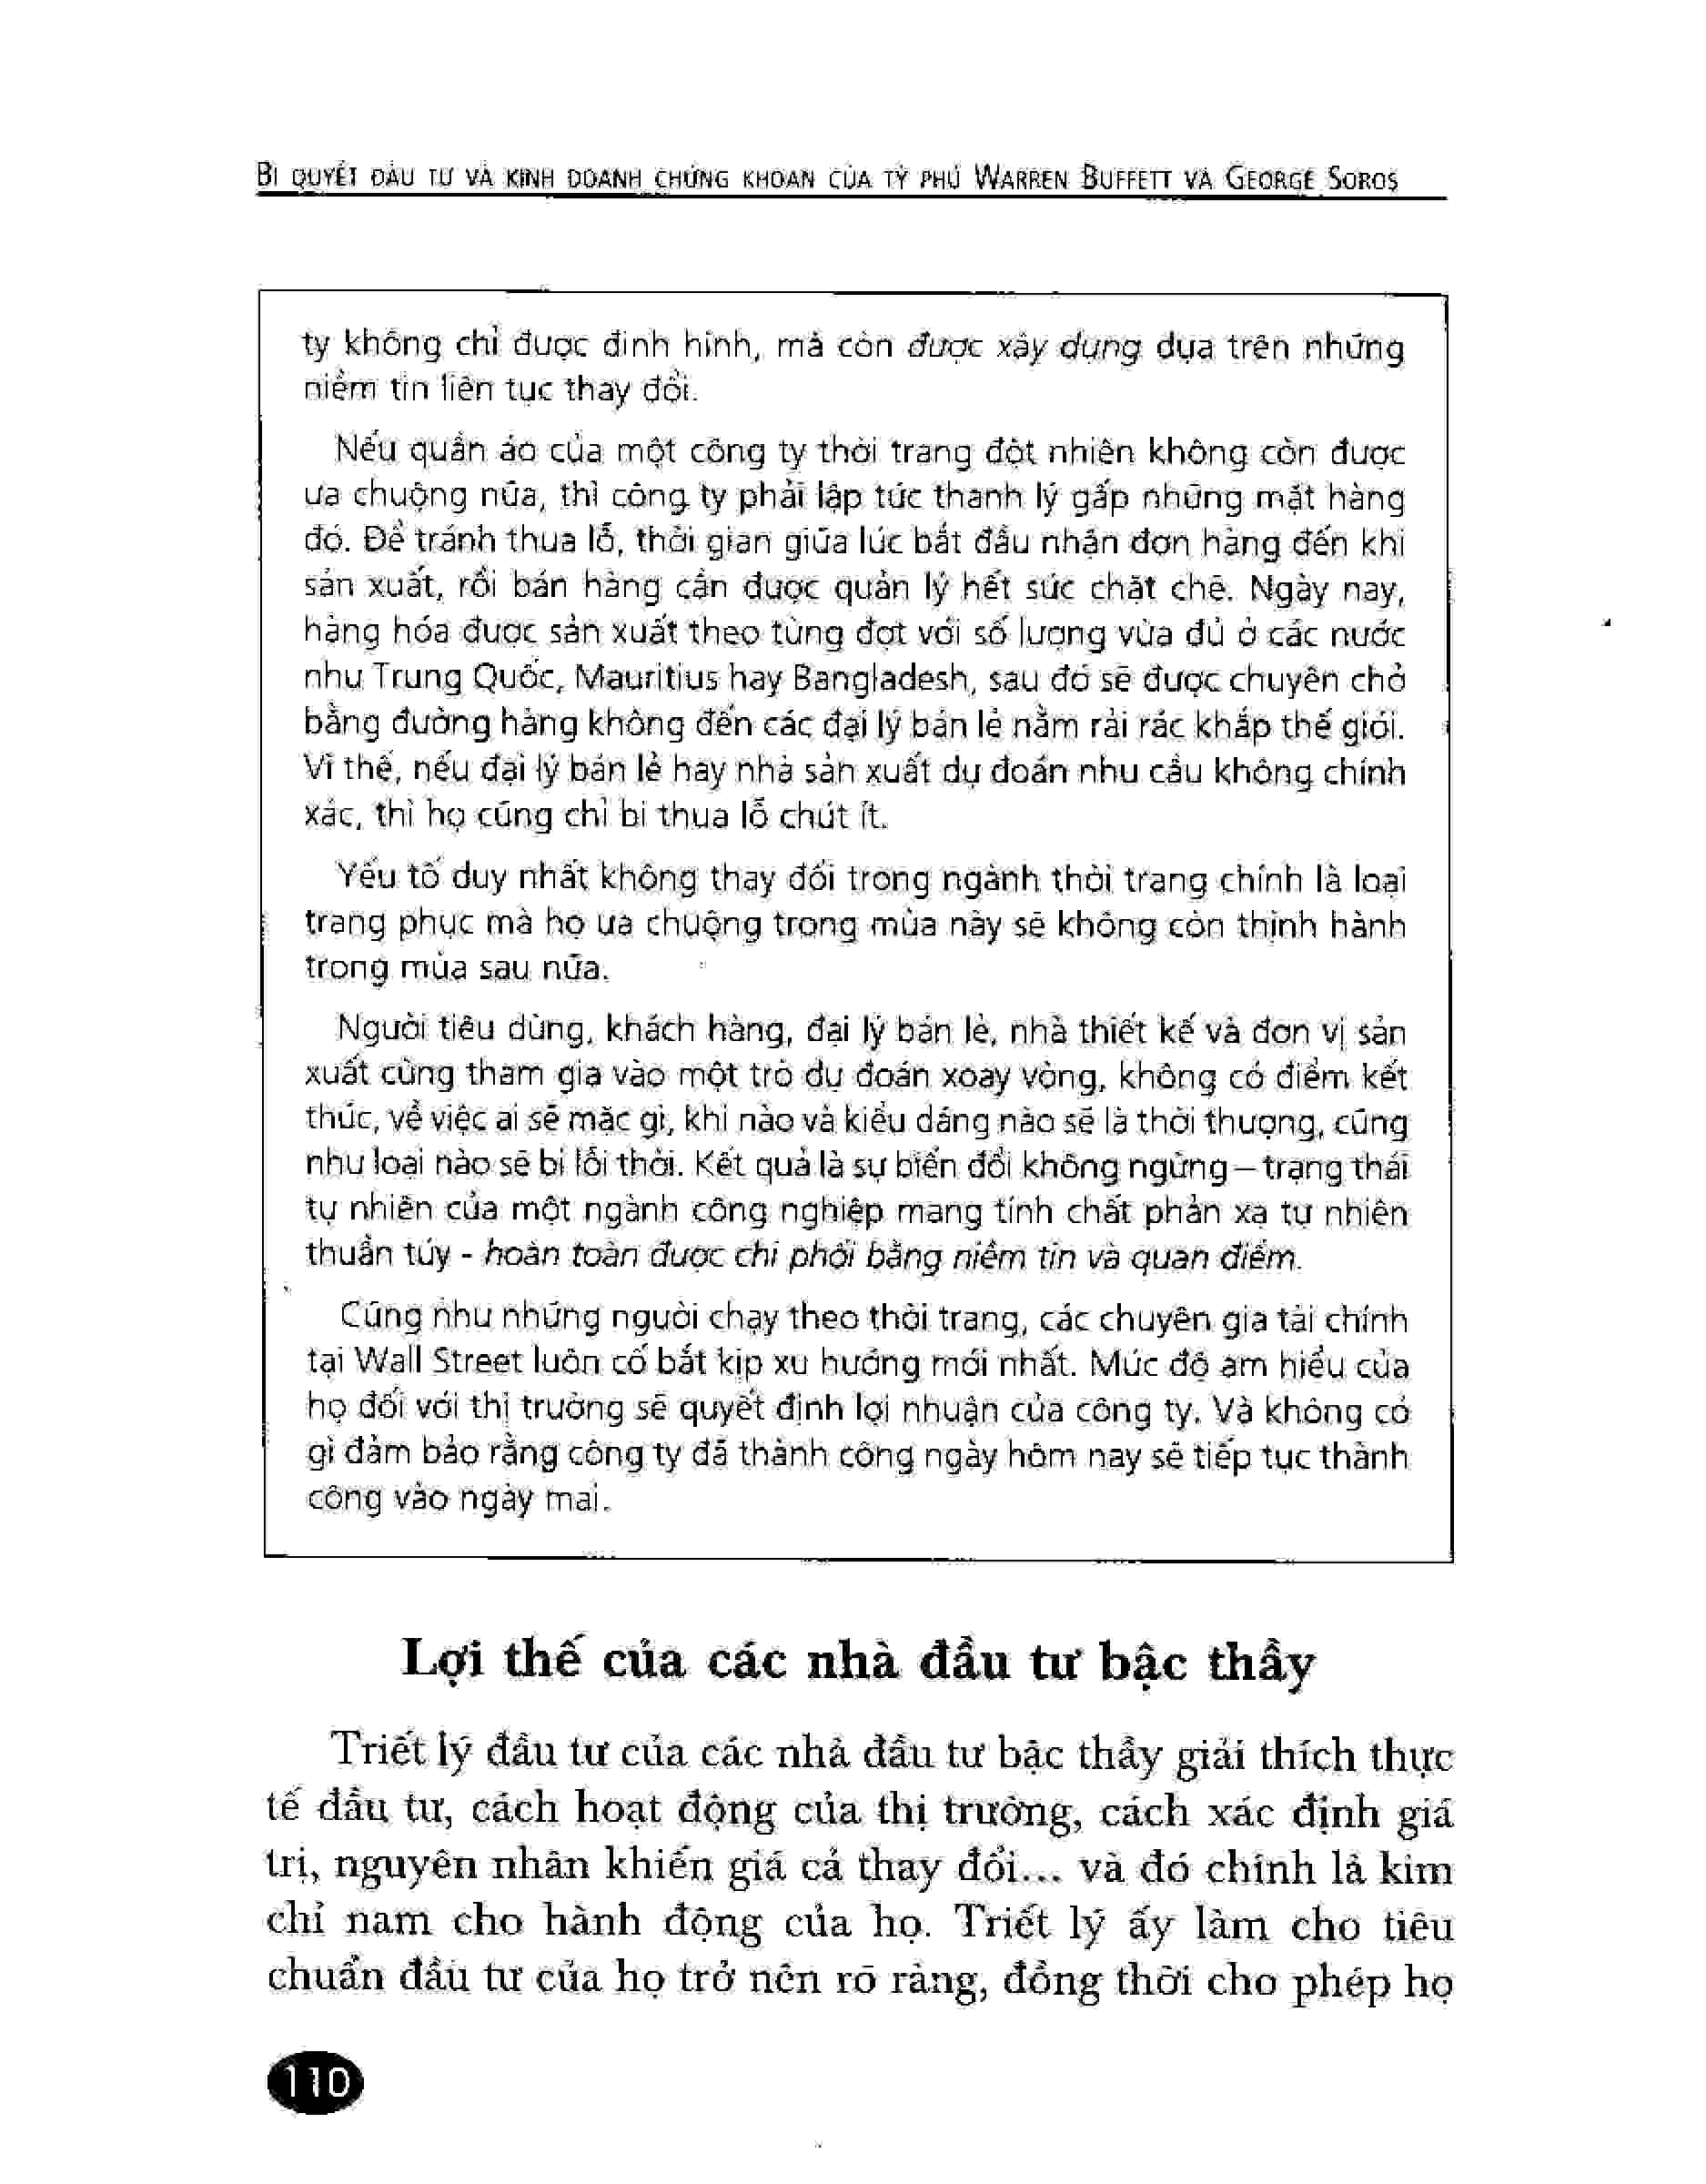 BÍ QUYẾT ĐẦU TƯ VÀ KINH DOANH CHỨNG KHOÁN CỦA TỶ PHÚ WARREN BUFFETT VÀ GEORGE SOROS
ty không chỉ được định hình, mà còn được xây dựng dựa trên những
niềm tin liên tục thay đổi.
Nếu quần áo của một công ty thời trang đột nhiên không còn được
ưa chuộng nữa, thì công ty phải lập tức thanh lý gấp những mặt hàng
đó. Để tránh thua lỗ, thời gian giữa lúc bắt đầu nhận đơn hàng đến khi
sản xuất, rồi bán hàng cần được quản lý hết sức chặt chẽ. Ngày nay,
hàng hóa được sản xuất theo từng đợt với số lượng vừa đủ ở các nước
như Trung Quốc, Mauritius hay Bangladesh, sau đó sẽ được chuyên chở
bằng đường hàng không đến các đại lý bán lẻ nằm rải rác khắp thế giới.
Vì thế, nếu đại lý bán lẻ hay nhà sản xuất dự đoán nhu cầu không chính
xác, thì họ cũng chỉ bị thua lỗ chút ít.
Yếu tố duy nhất không thay đổi trong ngành thời trang chính là loại
trang phục mà họ ưa chuộng trong mùa này sẽ không còn thịnh hành
trong mùa sau nữa.
Người tiêu dùng, khách hàng, đại lý bán lẻ, nhà thiết kế và đơn vị sản
xuất cùng tham gia vào một trò dự đoán xoay vòng, không có điểm kết
thúc, về việc ai sẽ mặc gì, khi nào và kiểu dáng nào sẽ là thời thượng, cũng
như loại nào sẽ bị lỗi thời. Kết quả là sự biến đổi không ngừng – trạng thái
tự nhiên của một ngành công nghiệp mang tính chất phản xạ tự nhiên
thuần túy - hoàn toàn được chi phối bằng niềm tin và quan điểm.
Cũng như những người chạy theo thời trang, các chuyên gia tài chính
tại Wall Street luôn cố bắt kịp xu hướng mới nhất. Mức độ am hiểu của
họ đối với thị trường sẽ quyết định lợi nhuận của công ty. Và không có
gì đảm bảo rằng công ty đã thành công ngày hôm nay sẽ tiếp tục thành
công vào ngày mai.
Lợi thế của các nhà đầu tư bậc thầy
Triết lý đầu tư của các nhà đầu tư bậc thầy giải thích thực
tế đầu tư, cách hoạt động của thị trường, cách xác định giá
trị, nguyên nhân khiến giá cả thay đổi... và đó chính là kim
chỉ nam cho hành động của họ. Triết lý ấy làm cho tiêu
chuẩn đầu tư của họ trở nên rõ ràng, đồng thời cho phép họ
110